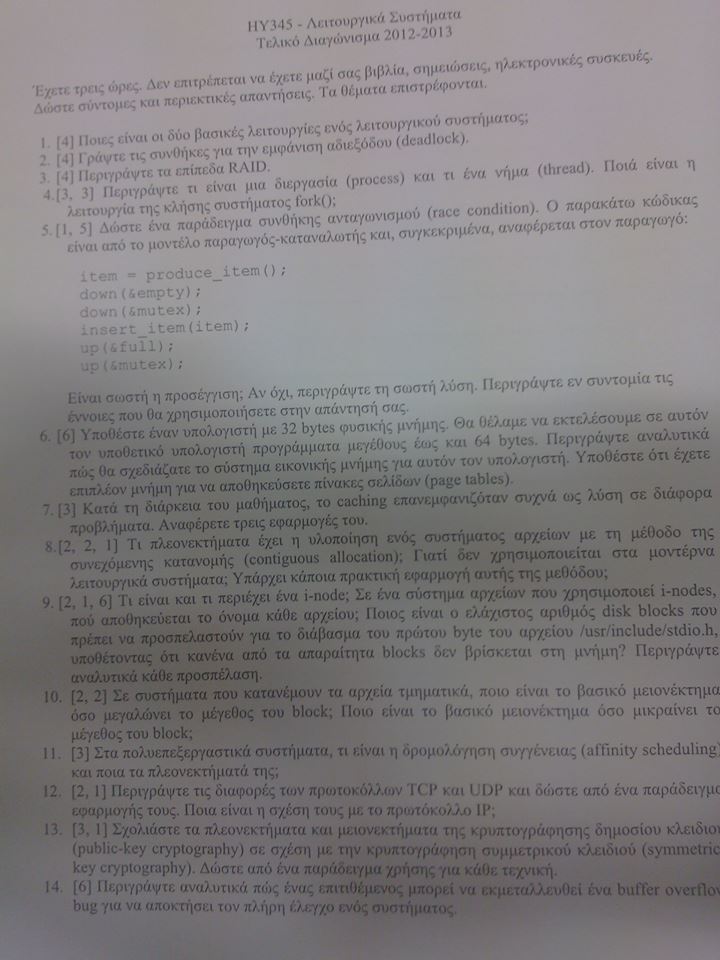 ΗΥ345 - Λειτουργικά Συστήματα
Τελικό Διαγώνισμα 2012-2013
Έχετε τρεις ώρες. Δεν επιτρέπεται να έχετε μαζί σας βιβλία, σημειώσεις, ηλεκτρονικές συσκευές.
Δώστε σύντομες και περιεκτικές απαντήσεις. Τα θέματα επιστρέφονται.
1. [4] Ποιες είναι οι δύο βασικές λειτουργίες ενός λειτουργικού συστήματος;
2. [4] Γράψτε τις συνθήκες για την εμφάνιση αδιεξόδου (deadlock).
3. [4] Περιγράψτε τα επίπεδα RAID.
4.[3, 3] Περιγράψτε τι είναι μια διεργασία (process) και τι ένα νήμα (thread). Ποιά είναι η
λειτουργία της κλήσης συστήματος fork();
5. [1, 5] Δώστε ένα παράδειγμα συνθήκης ανταγωνισμού (race condition). Ο παρακάτω κώδικας
είναι από το μοντέλο παραγωγός-καταναλωτής και, συγκεκριμένα, αναφέρεται στον παραγωγό:
item = produce_item();
down(&empty);
down(&mutex);
insert_item(item);
up(&full);
up(&mutex);
Είναι σωστή η προσέγγιση; Αν όχι, περιγράψτε τη σωστή λύση. Περιγράψτε εν συντομία τις
έννοιες που θα χρησιμοποιήσετε στην απάντησή σας.
6. [6] Υποθέστε έναν υπολογιστή με 32 bytes φυσικής μνήμης. Θα θέλαμε να εκτελέσουμε σε αυτόν
τον υποθετικό υπολογιστή προγράμματα μεγέθους έως και 64 bytes. Περιγράψτε αναλυτικά
πώς θα σχεδιάζατε το σύστημα εικονικής μνήμης για αυτόν τον υπολογιστή. Υποθέστε ότι έχετε
επιπλέον μνήμη για να αποθηκεύσετε πίνακες σελίδων (page tables).
7. [3] Κατά τη διάρκεια του μαθήματος, το caching επανεμφανιζόταν συχνά ως λύση σε διάφορα
προβλήματα. Αναφέρετε τρεις εφαρμογές του.
8.[2, 2, 1] Τι πλεονεκτήματα έχει η υλοποίηση ενός συστήματος αρχείων με τη μέθοδο της
συνεχόμενης κατανομής (contiguous allocation); Γιατί δεν χρησιμοποιείται στα μοντέρνα
λειτουργικά συστήματα; Υπάρχει κάποια πρακτική εφαρμογή αυτής της μεθόδου;
9. [2, 1, 6] Τι είναι και τι περιέχει ένα i-node; Σε ένα σύστημα αρχείων που χρησιμοποιεί i-nodes,
πού αποθηκεύεται το όνομα κάθε αρχείου; Ποιος είναι ο ελάχιστος αριθμός disk blocks που
πρέπει να προσπελαστούν για το διάβασμα του πρώτου byte του αρχείου /usr/include/stdio.h,
υποθέτοντας ότι κανένα από τα απαραίτητα blocks δεν βρίσκεται στη μνήμη? Περιγράψτε
αναλυτικά κάθε προσπέλαση.
10. [2, 2] Σε συστήματα που κατανέμουν τα αρχεία τμηματικά, ποιο είναι το βασικό μειονέκτημα
όσο μεγαλώνει το μέγεθος του block; Ποιο είναι το βασικό μειονέκτημα όσο μικραίνει το
μέγεθος του block;
11. [3] Στα πολυεπεξεργαστικά συστήματα, τι είναι η δρομολόγηση συγγένειας (affinity scheduling)
και ποια τα πλεονεκτήματά της;
12. [2, 1] Περιγράψτε τις διαφορές των πρωτοκόλλων TCP και UDP και δώστε από ένα παράδειγμα
εφαρμογής τους. Ποια είναι η σχέση τους με το πρωτόκολλο IP;
13. [3, 1] Σχολιάστε τα πλεονεκτήματα και μειονεκτήματα της κρυπτογράφησης δημοσίου κλειδιού
(public-key cryptography) σε σχέση με την κρυπτογράφηση συμμετρικού κλειδιού (symmetric
key cryptography). Δώστε από ένα παράδειγμα χρήσης για κάθε τεχνική.
14. [6] Περιγράψτε αναλυτικά πώς ένας επιτιθέμενος μπορεί να εκμεταλλευθεί ένα buffer overflow
bug για να αποκτήσει τον πλήρη έλεγχο ενός συστήματος.